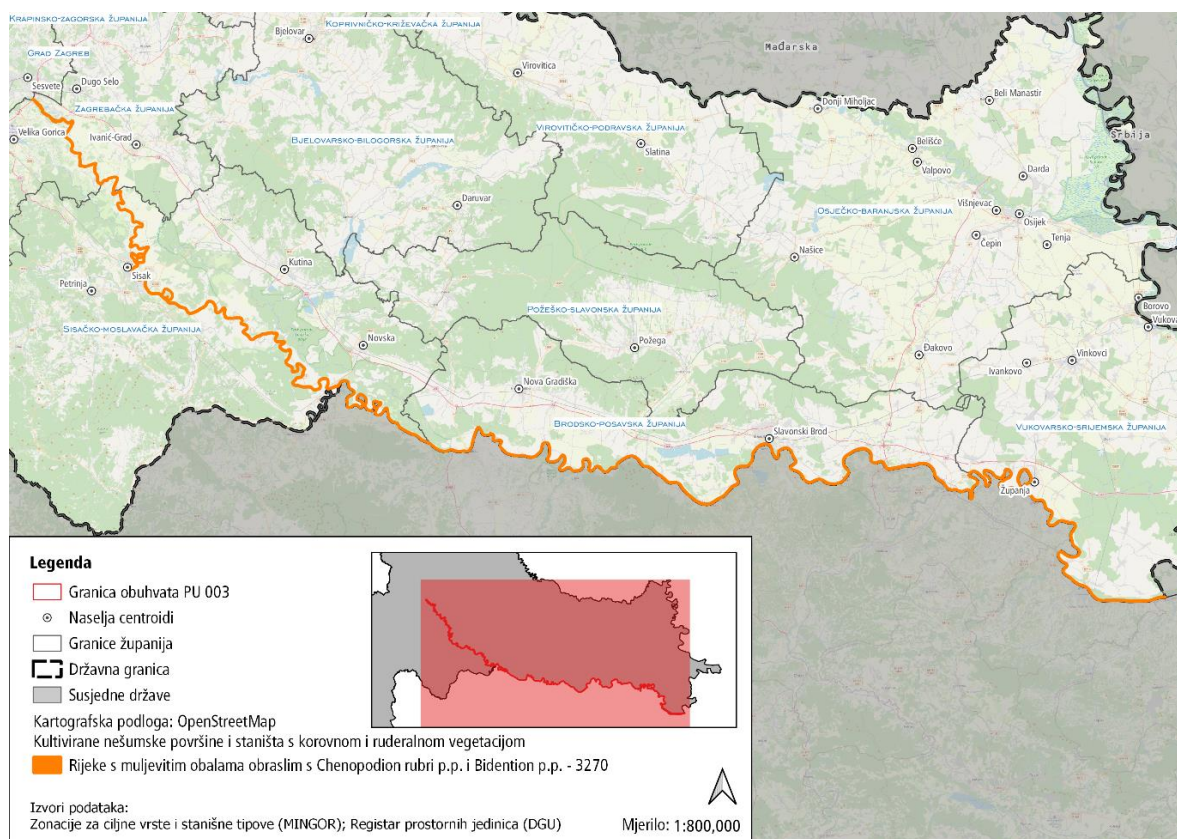 KRAPINSKO-ZAGORSKA ŽUPANIJA
KOPRIVNIČKO-KRIŽEVAČKA ŽUPANIJA
Bjelovar
Mađarska
GRAD ZAGREB
Sesvete
Dugo Selo
Virovitica
Beli Manastir
Donji Miholjac
ZAGREBAČKA ŽUPANIJA
Velika Gorica
Ivanić-Grad
BJELOVARSKO-BILOGORSKA ŽUPANIJA
VIROVITIČKO-PODRAVSKA ŽUPANIJA
Slatina
Srbija
Belišće
Valpovo
Darda
Daruvar
Višnjevac
OSJEČKO-BARANJSKA ŽUPANIJA
Osijek
Čepin
Tenja
Našice
Sisak
Kutina
Petrinja
Borovo
POŽEŠKO-SLAVONSKA ŽUPANIJA
SISAČKO-MOSLAVAČKA ŽUPANIJA
Vukova
Novska
Požega
Đakovo
Ivankovo
Vinkovci
Nova Gradiška
BRODSKO-POSAVSKA ŽUPANIJA
Slavonski Brod
VUKOVARSKO-SRIJEMSKA ŽUPANIJA
Županja
Legenda
Granica obuhvata PU 003
Naselja centroidi
Granice županija
Državna granica
Susjedne države
Kartografska podloga: OpenStreetMap
Kultivirane nešumske površine i staništa s korovnom i ruderalnom vegetacijom
Rijeke s muljevitim obalama obraslim s Chenopodion rubri p.p. i Bidention p.p. - 3270
Izvori podataka:
Zonacije za ciljne vrste i stanišne tipove (MINGOR); Registar prostornih jedinica (DGU)
Mjerilo: 1:800,000